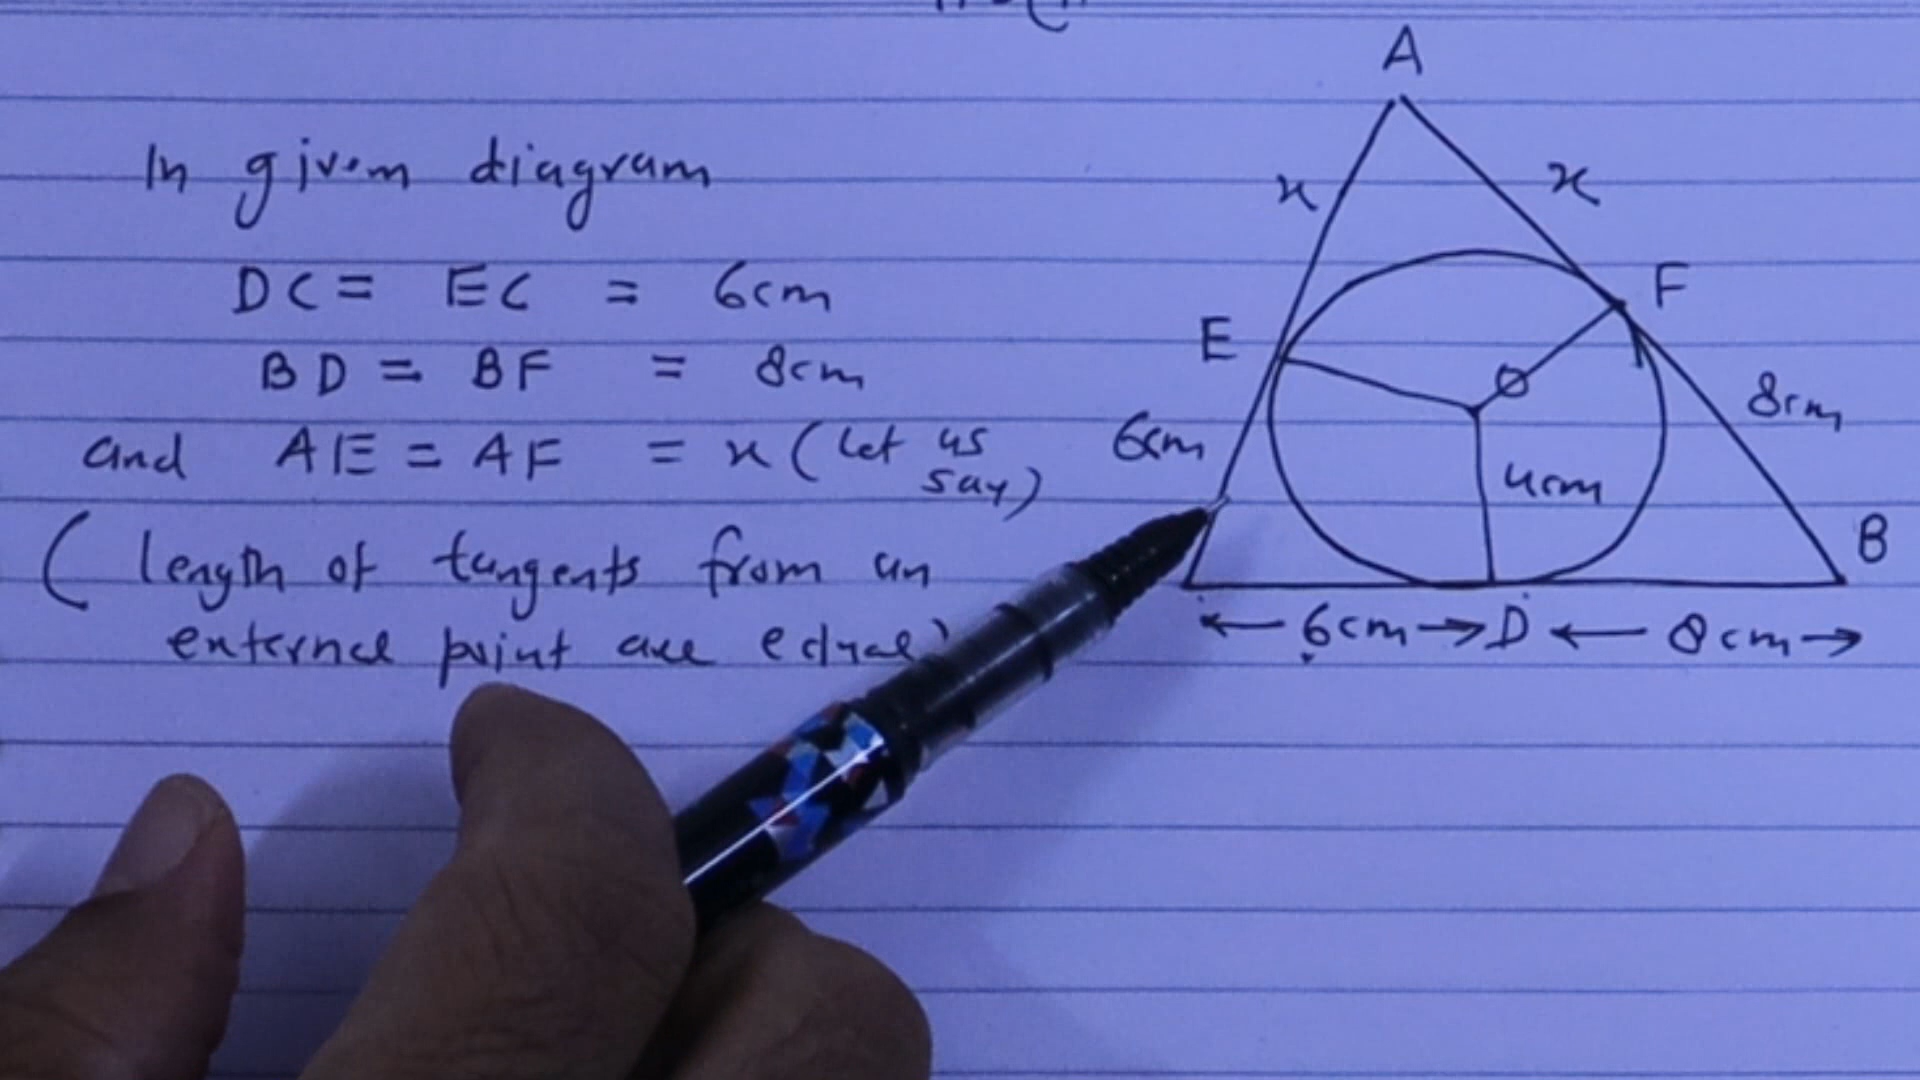 In given diagram
DC = EC = 6cm
BD = BF = 8cm
and AE = AF = x (let us say)
( length of tangents from an
external point are equal)
A
x
x
F
E
O
8cm
6cm
4cm
B
6cm D 8cm